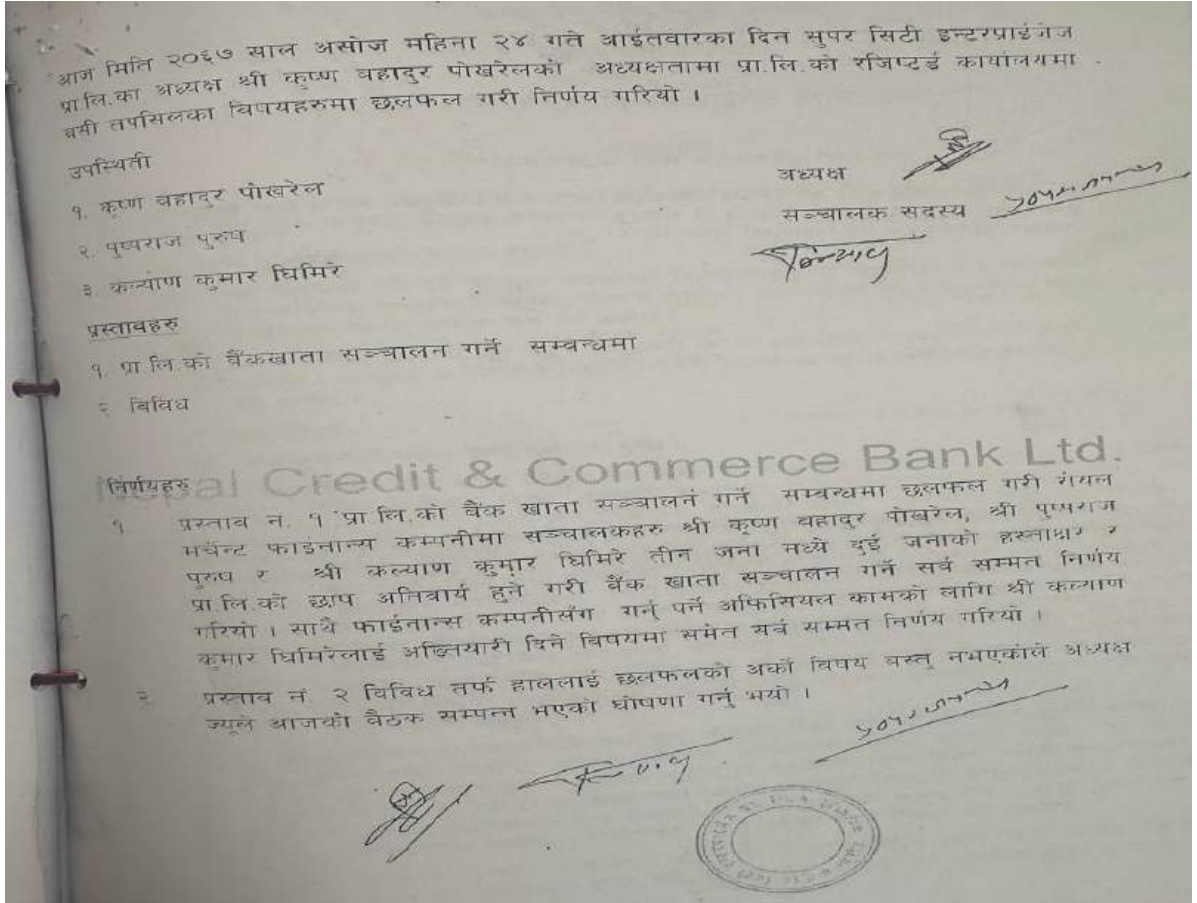 आज मिति २०६७ साल असोज महिना २४ गते आईतवारका दिन सुपर सिटी इन्टरप्राईजेज
प्रा.लि.का अध्यक्ष श्री कृष्ण बहादुर पोखरेलको अध्यक्षतामा प्रा.लि.को रजिष्टर्ड कार्यालयमा
बसी तपसिलका विषयहरुमा छलफल गरी निर्णय गरियो ।
उपस्थिती
१. कृष्ण बहादुर पोखरेल अध्यक्ष
२. पुष्पराज पुरुष सञ्चालक सदस्य
३. कल्याण कुमार घिमिरे
प्रस्तावहरु
१. प्रा.लि.को बैंकखाता सञ्चालन गर्ने सम्बन्धमा
२ विविध
Nepal Credit & Commerce Bank Ltd.
निर्णयहरु
१ प्रस्ताव नं. १ प्रा.लि.को बैंक खाता सञ्चालन गर्ने सम्बन्धमा छलफल गरी रोयल
मर्चेन्ट फाईनान्स कम्पनीमा सञ्चालकहरु श्री कृष्ण बहादुर पोखरेल, श्री पुष्पराज
पुरुष र श्री कल्याण कुमार घिमिरे तीन जना मध्ये दुई जनाको हस्ताक्षर र
प्रा.लि.को छाप अनिवार्य हुने गरी बैंक खाता सञ्चालन गर्ने सर्व सम्मत निर्णय
गरियो । साथै फाईनान्स कम्पनीसँग गर्नु पर्ने अफिसियल कामको लागि श्री कल्याण
कुमार घिमिरेलाई अख्तियारी दिने विषयमा समेत सर्व सम्मत निर्णय गरियो ।
२ प्रस्ताव नं. २ विविध तर्फ हाललाई छलफलको अर्को विषय वस्तु नभएकोले अध्यक्ष
ज्यूले आजको बैठक सम्पन्न भएको घोषणा गर्नु भयो ।